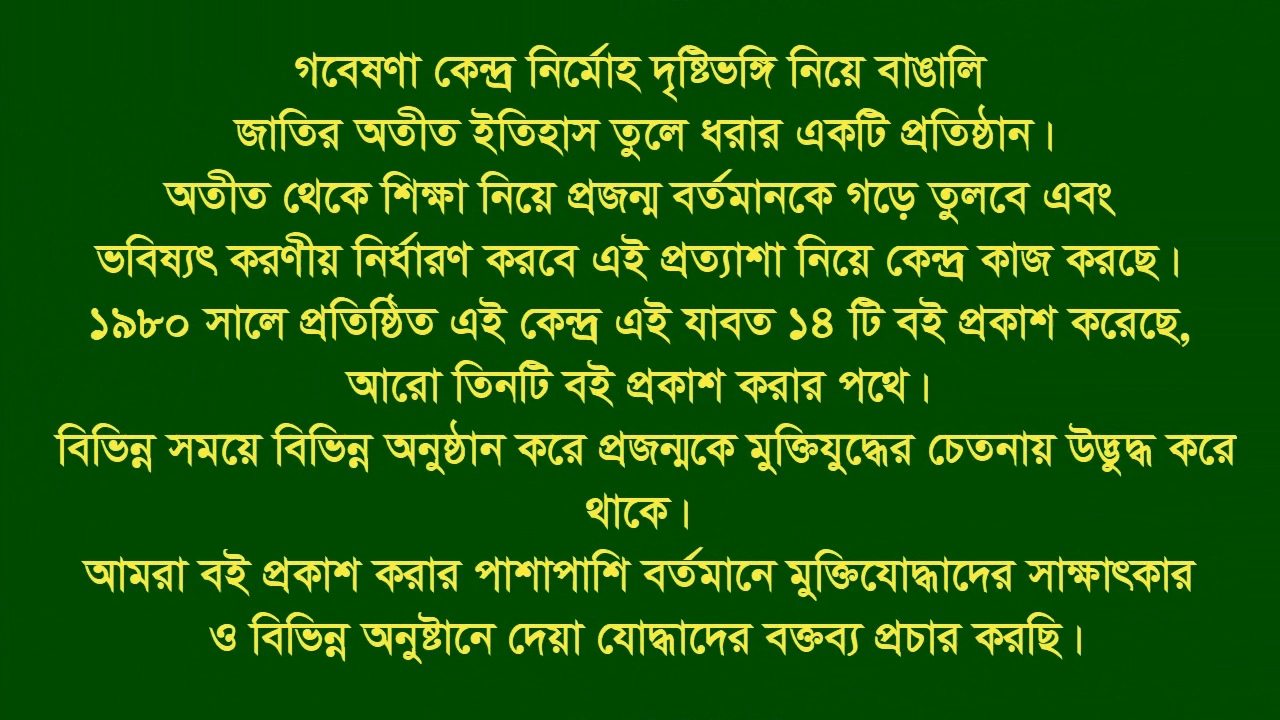 গবেষণা কেন্দ্র নির্মোহ দৃষ্টিভঙ্গি নিয়ে বাঙালি
জাতির অতীত ইতিহাস তুলে ধরার একটি প্রতিষ্ঠান।
অতীত থেকে শিক্ষা নিয়ে প্রজন্ম বর্তমানকে গড়ে তুলবে এবং
ভবিষ্যৎ করণীয় নির্ধারণ করবে এই প্রত্যাশা নিয়ে কেন্দ্র কাজ করছে।
১৯৮০ সালে প্রতিষ্ঠিত এই কেন্দ্র এই যাবত ১৪ টি বই প্রকাশ করেছে,
আরো তিনটি বই প্রকাশ করার পথে।
বিভিন্ন সময়ে বিভিন্ন অনুষ্ঠান করে প্রজন্মকে মুক্তিযুদ্ধের চেতনায় উদ্ভুদ্ধ করে
থাকে।
আমরা বই প্রকাশ করার পাশাপাশি বর্তমানে মুক্তিযোদ্ধাদের সাক্ষাৎকার
ও বিভিন্ন অনুষ্টানে দেয়া যোদ্ধাদের বক্তব্য প্রচার করছি।